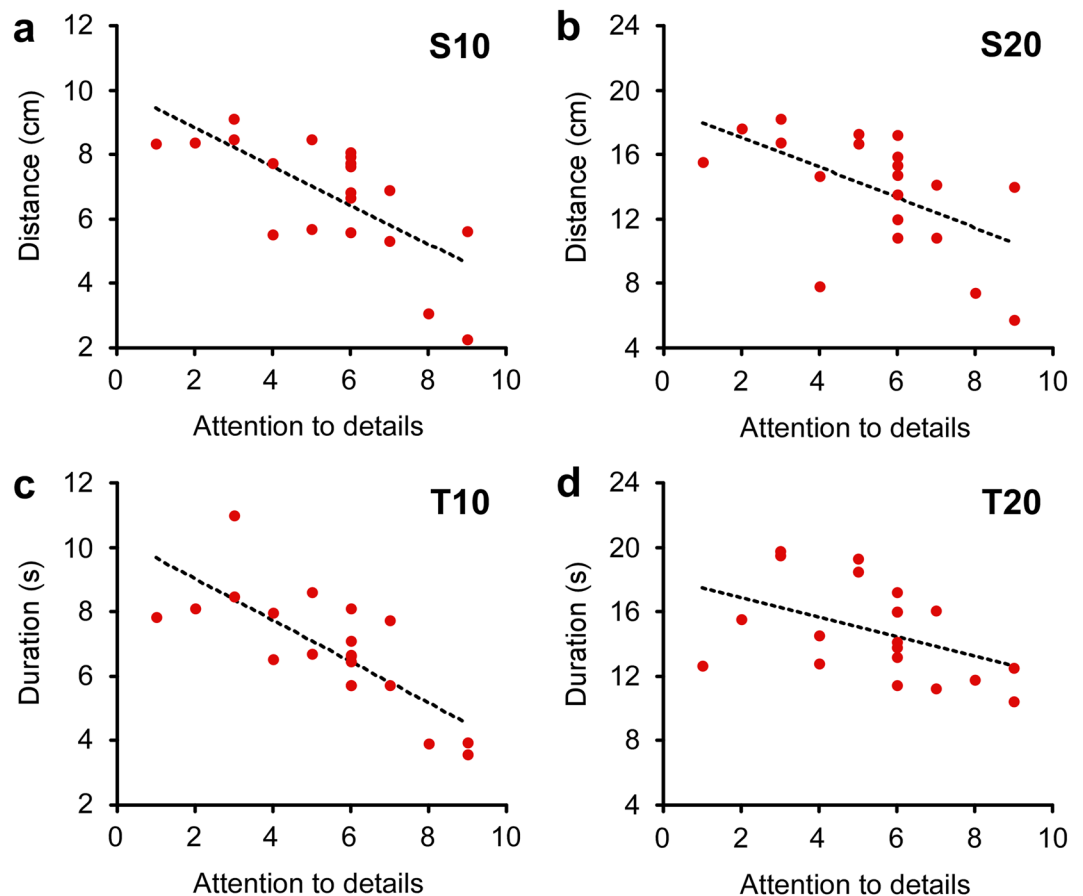 a
S10
12
10
8
6
4
2
Distance (cm)
0 2 4 6 8 10
Attention to details
b
S20
24
20
16
12
8
4
Distance (cm)
0 2 4 6 8 10
Attention to details
c
T10
12
10
8
6
4
2
Duration (s)
0 2 4 6 8 10
Attention to details
d
T20
24
20
16
12
8
4
Duration (s)
0 2 4 6 8 10
Attention to details